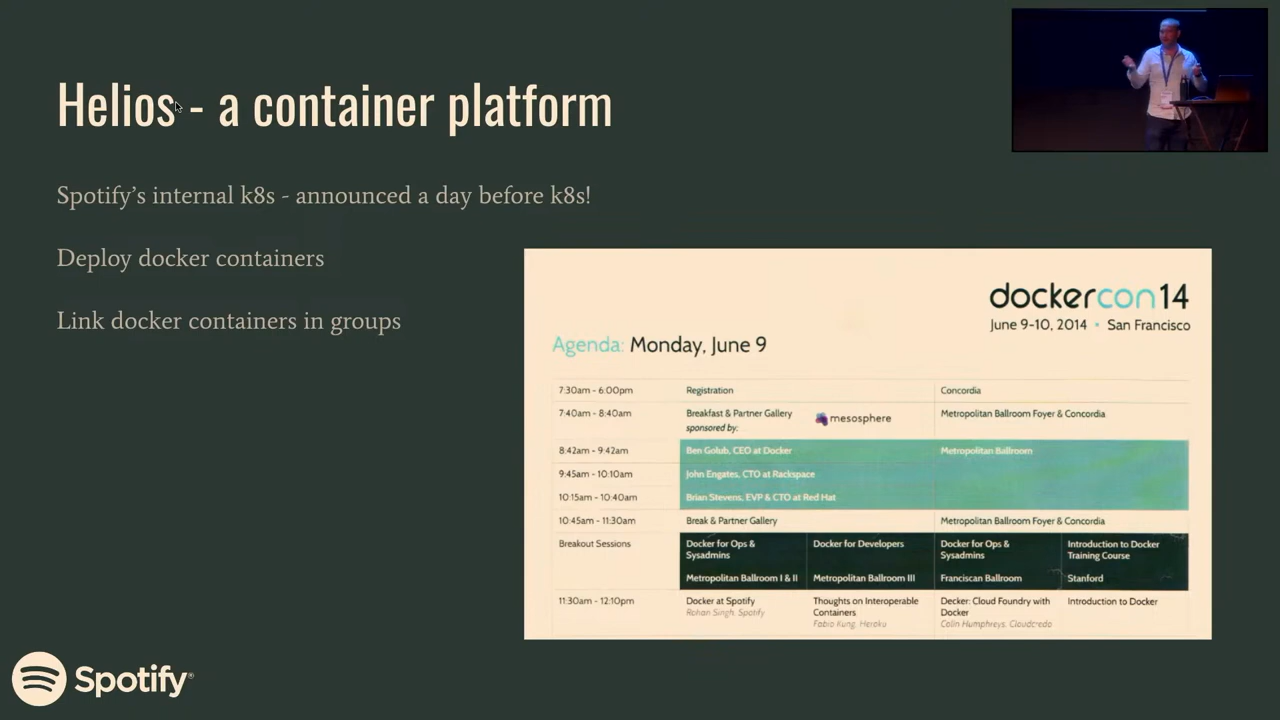 Helios - a container platform
Spotify’s internal k8s - announced a day before k8s!
Deploy docker containers
Link docker containers in groups
dockercon14
June 9-10, 2014 • San Francisco
Agenda: Monday, June 9
7:30am - 6:00pm Registration Concordia
7:40am - 8:40am Breakfast & Partner Gallery mesosphere Metropolitan Ballroom Foyer & Concordia
sponsored by:
8:42am - 9:42am Ben Golub, CEO at Docker Metropolitan Ballroom
9:45am - 10:10am John Engates, CTO at Rackspace
10:15am - 10:40am Brian Stevens, EVP & CTO at Red Hat
10:45am - 11:30am Break & Partner Gallery Metropolitan Ballroom Foyer & Concordia
Breakout Sessions Docker for Ops & Docker for Developers Docker for Ops & Introduction to Docker
Sysadmins Sysadmins Training Course
Metropolitan Ballroom I & II Metropolitan Ballroom III Franciscan Ballroom Stanford
11:30am - 12:10pm Docker at Spotify Thoughts on Interoperable Decker: Cloud Foundry with Introduction to Docker
Rohan Singh, Spotify Containers Docker
Fabio Kung, Heroku Colin Humphreys, Cloudcredo
Spotify®